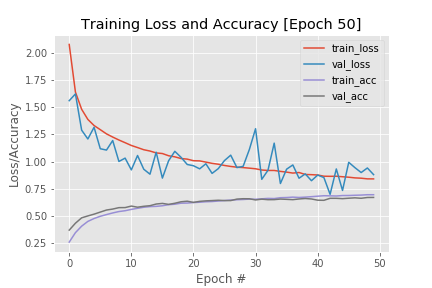 Training Loss and Accuracy [Epoch 50]
train_loss
val_loss
train_acc
val_acc
2.00
1.75
1.50
1.25
1.00
0.75
0.50
0.25
Loss/Accuracy
0 10 20 30 40 50
Epoch #